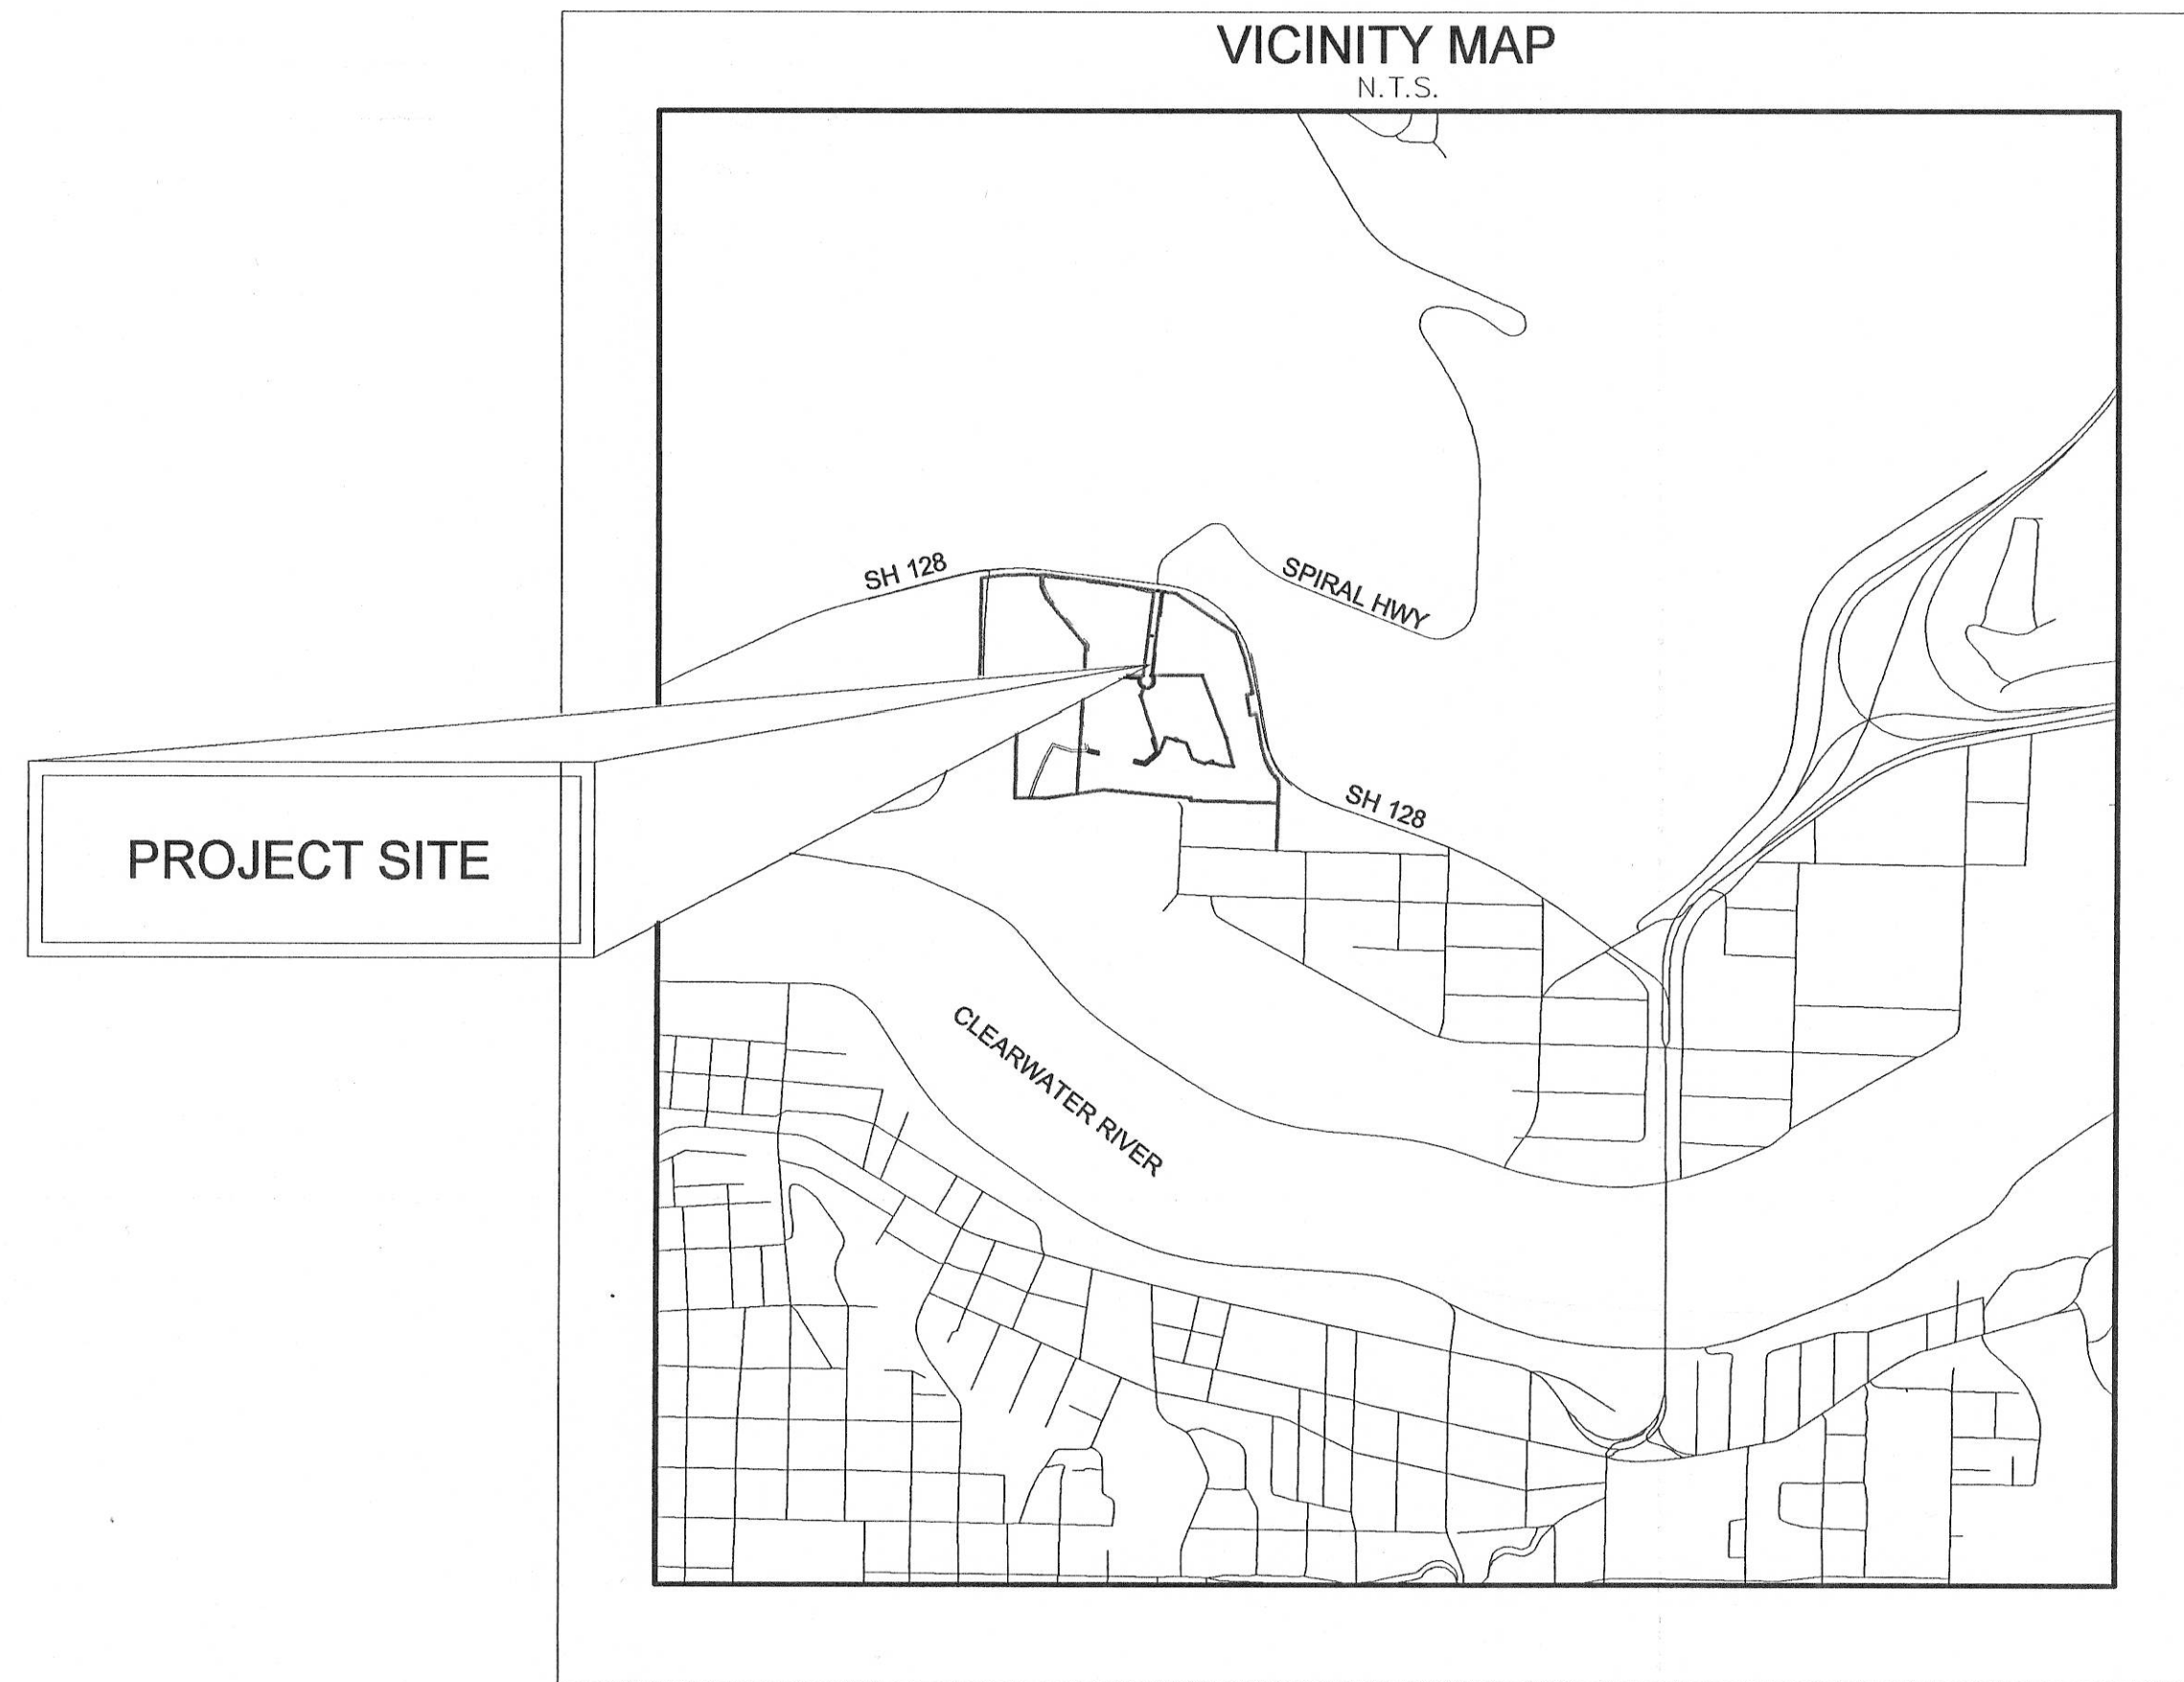 VICINITY MAP
N.T.S.
SH 128
SPIRAL HWY
SH 128
PROJECT SITE
CLEARWATER RIVER